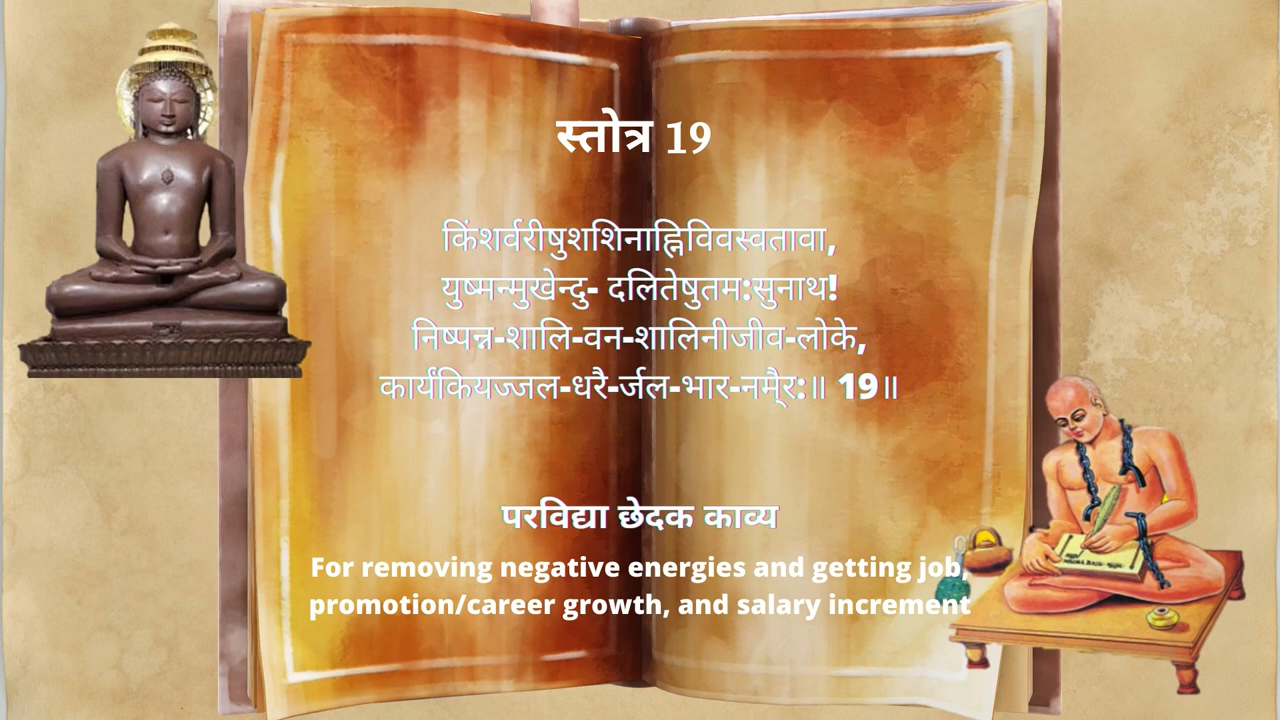 स्तोत्र 19
किंशर्वरीषुशशिनाह्निविवस्वतावा,
युष्मन्मुखेन्दु- दलितेषुतमःसुनाथ!
निष्पन्न-शालि-वन-शालिनीजीव-लोके,
कार्यंकियज्जल-धरै-र्जल-भार-नमै्रः॥ 19॥
परविद्या छेदक काव्य
For removing negative energies and getting job,
promotion/career growth, and salary increment